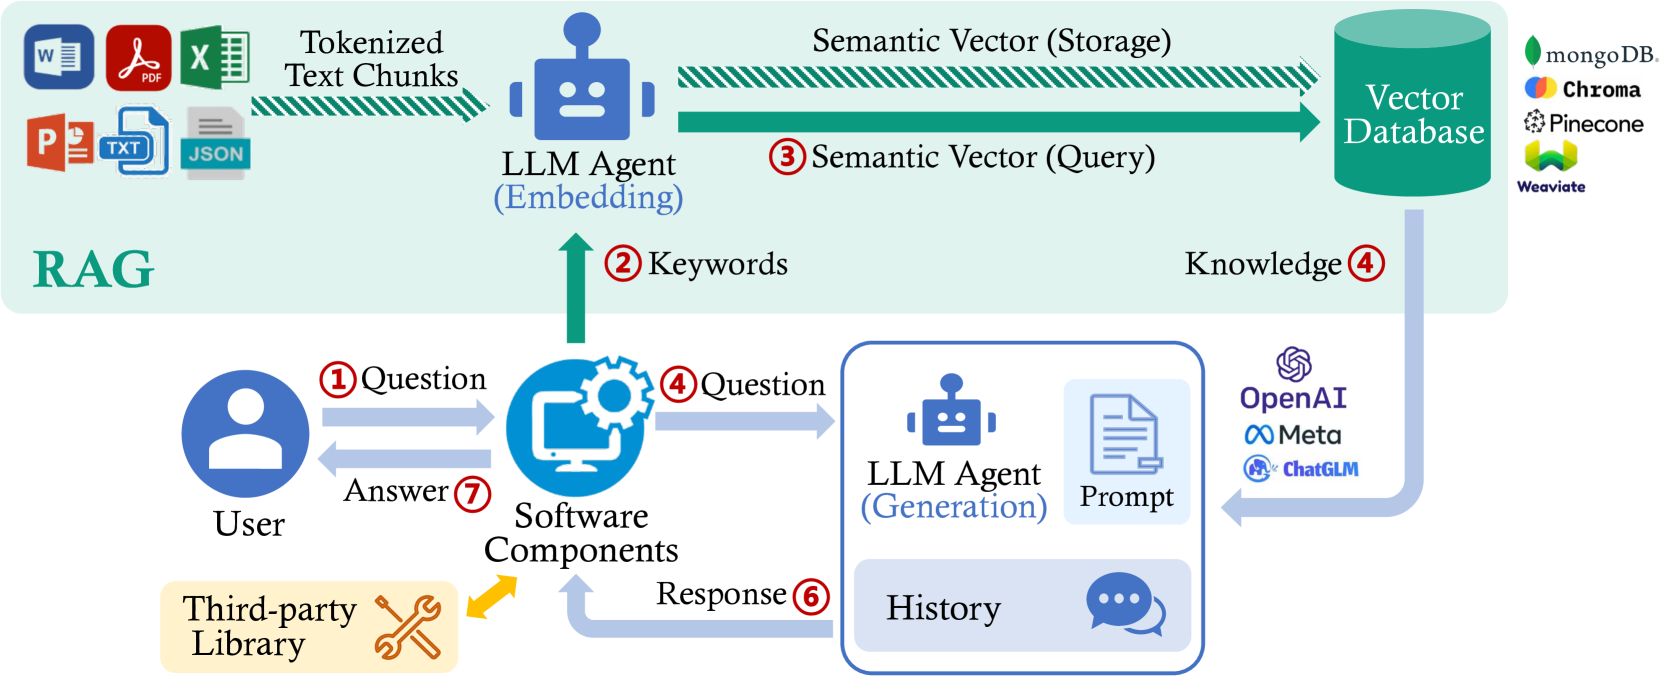 W
PDF
X
P
TXT
JSON
Tokenized
Text Chunks
LLM Agent
(Embedding)
Semantic Vector (Storage)
③ Semantic Vector (Query)
Vector
Database
mongoDB.
Chroma
Pinecone
Weaviate
RAG
② Keywords
Knowledge ④
User
① Question
Answer ⑦
Software
Components
④ Question
LLM Agent
(Generation)
Prompt
History
OpenAI
Meta
ChatGLM
Response ⑥
Third-party
Library